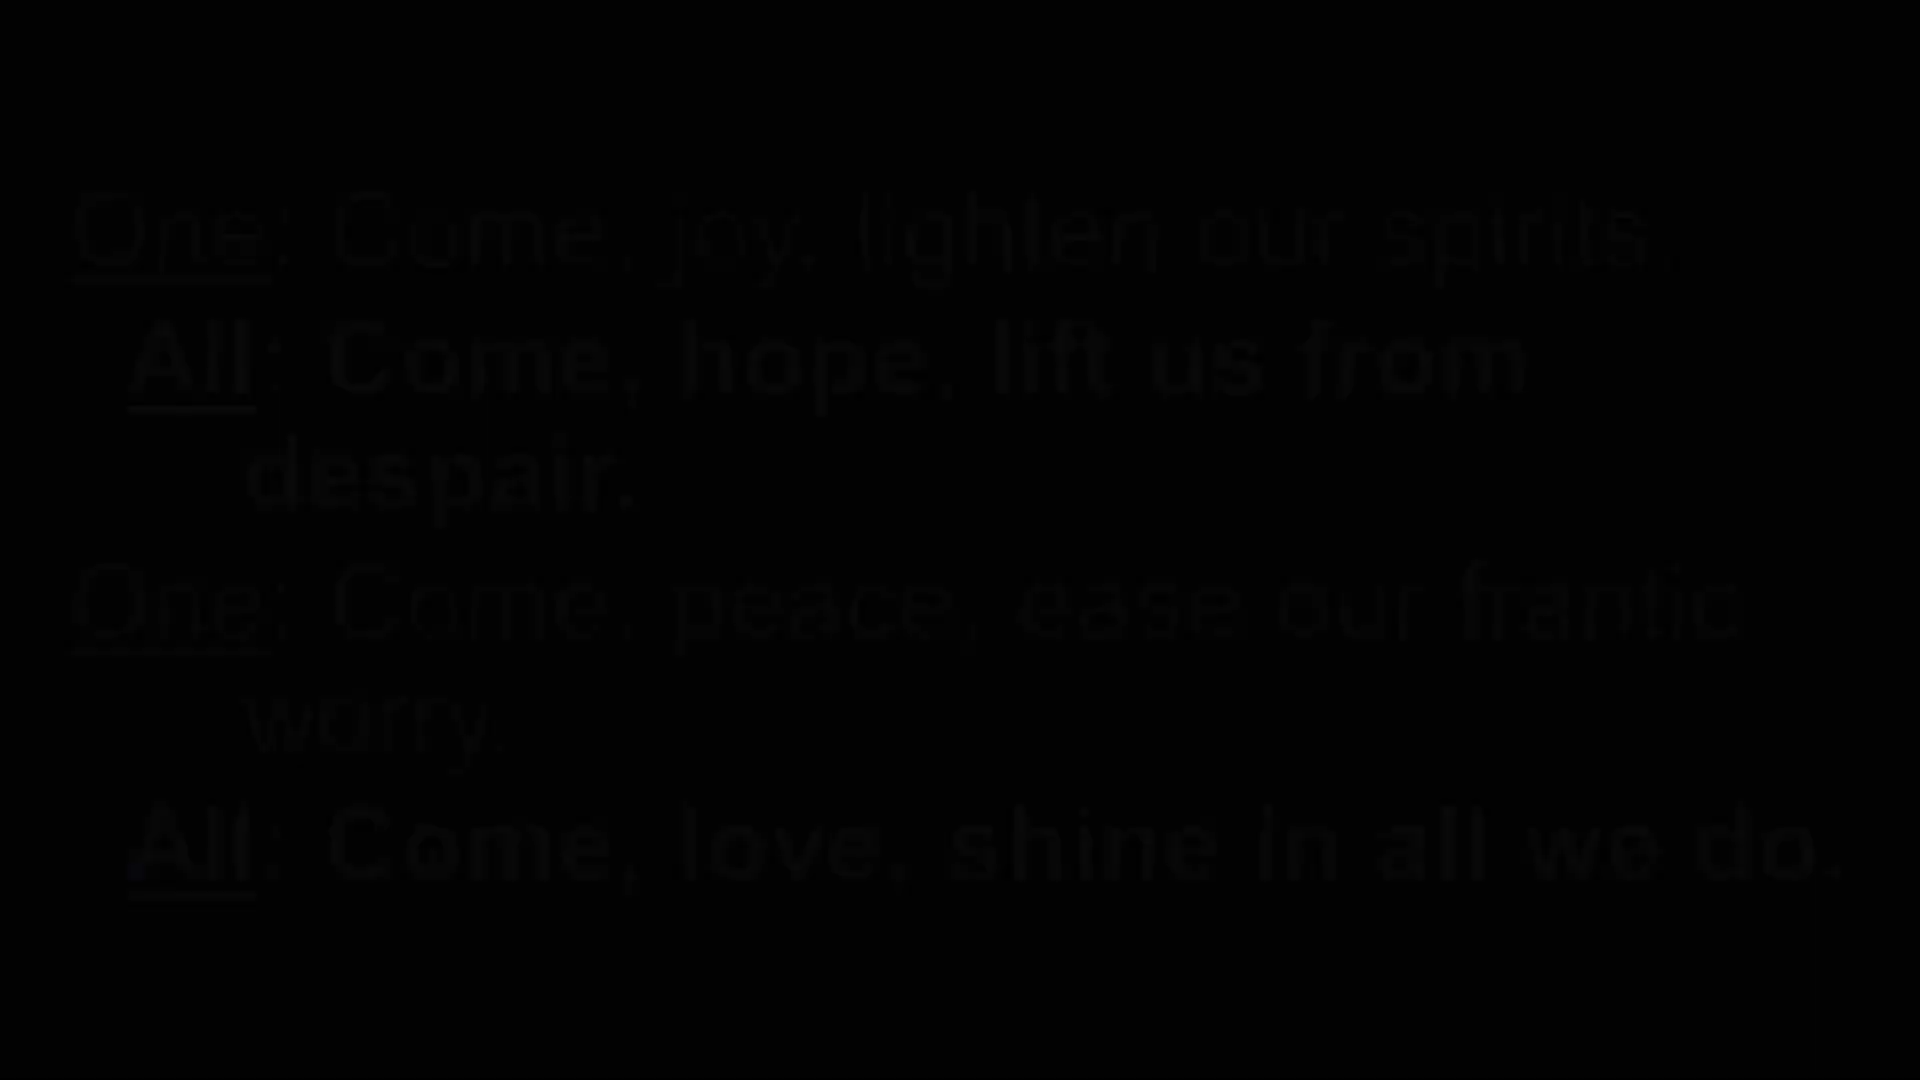 One: Come, joy, lighten our spirits.
All: Come, hope, lift us from
despair.
One: Come, peace, ease our frantic
worry.
All: Come, love, shine in all we do.